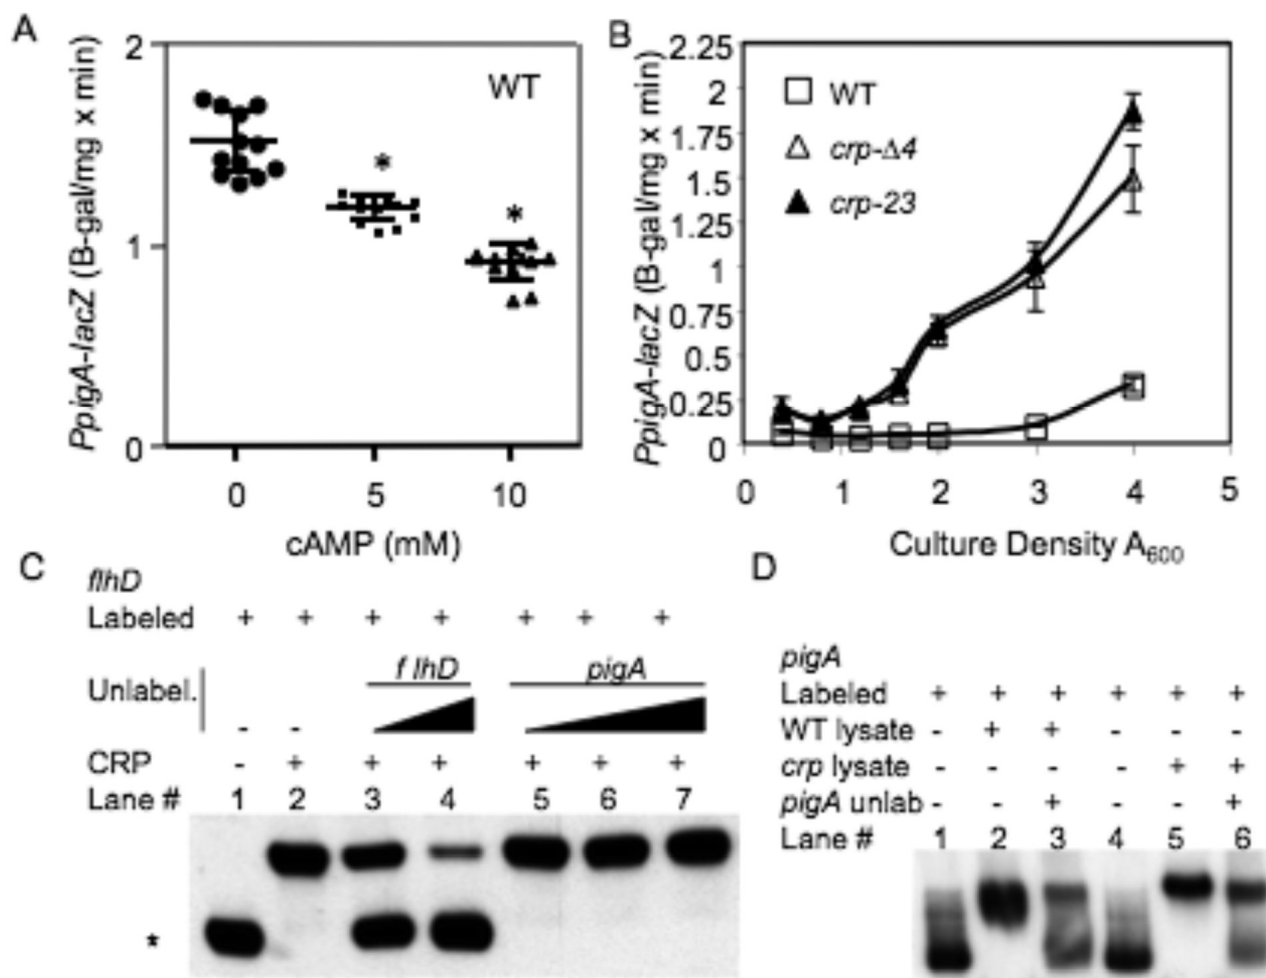 A
PpigA-lacZ (B-gal/mg x min)
2
1
0
WT
*
*
0 5 10
cAMP (mM)
B
PpigA-lacZ (B-gal/mg x min)
2.25
2
1.75
1.5
1.25
1
0.75
0.5
0.25
0
WT
crp-Δ4
crp-23
0 1 2 3 4 5
Culture Density A600
C
flhD
Labeled + + + + + + +
flhD pigA
Unlabel. - -
CRP - + + + + + +
Lane # 1 2 3 4 5 6 7
*
D
pigA
Labeled + + + + + +
WT lysate - + + - - -
crp lysate - - - - + +
pigA unlab - - + - - +
Lane # 1 2 3 4 5 6